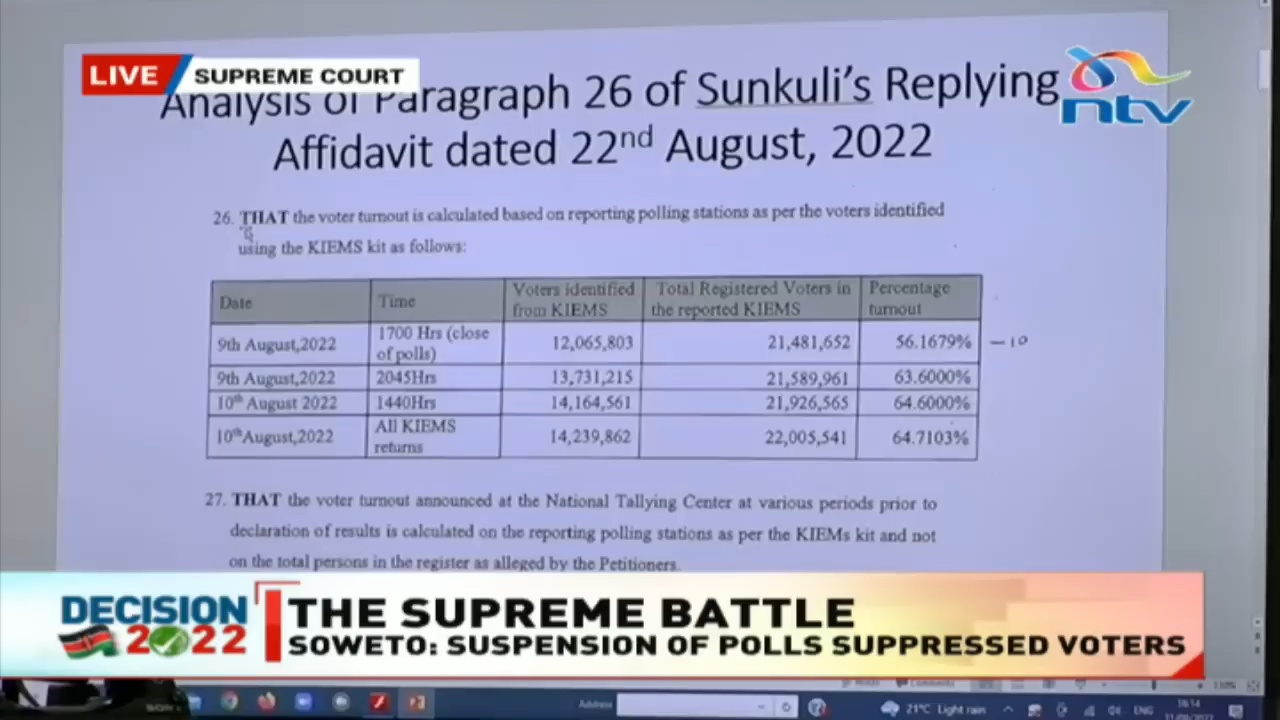 LIVE
SUPREME COURT
ntv
Analysis of Paragraph 26 of Sunkuli's Replying
Affidavit dated 22nd August, 2022
26. THAT the voter turnout is calculated based on reporting polling stations as per the voters identified
using the KIEMS kit as follows:
Date Time Voters identified from KIEMS Total Registered Voters in the reported KIEMS Percentage turnout
9th August,2022 1700 Hrs (close of polls) 12,065,803 21,481,652 56.1679% – 10
9th August,2022 2045Hrs 13,731,215 21,589,961 63.6000%
10th August 2022 1440Hrs 14,164,561 21,926,565 64.6000%
10th August,2022 All KIEMS returns 14,239,862 22,005,541 64.7103%
27. THAT the voter turnout announced at the National Tallying Center at various periods prior to
declaration of results is calculated on the reporting polling stations as per the KIEMs kit and not
on the total persons in the register as alleged by the Petitioners.
DECISION
2022
THE SUPREME BATTLE
SOWETO: SUSPENSION OF POLLS SUPPRESSED VOTERS
Address
21°C Light rain
ENG
16:14
SONY